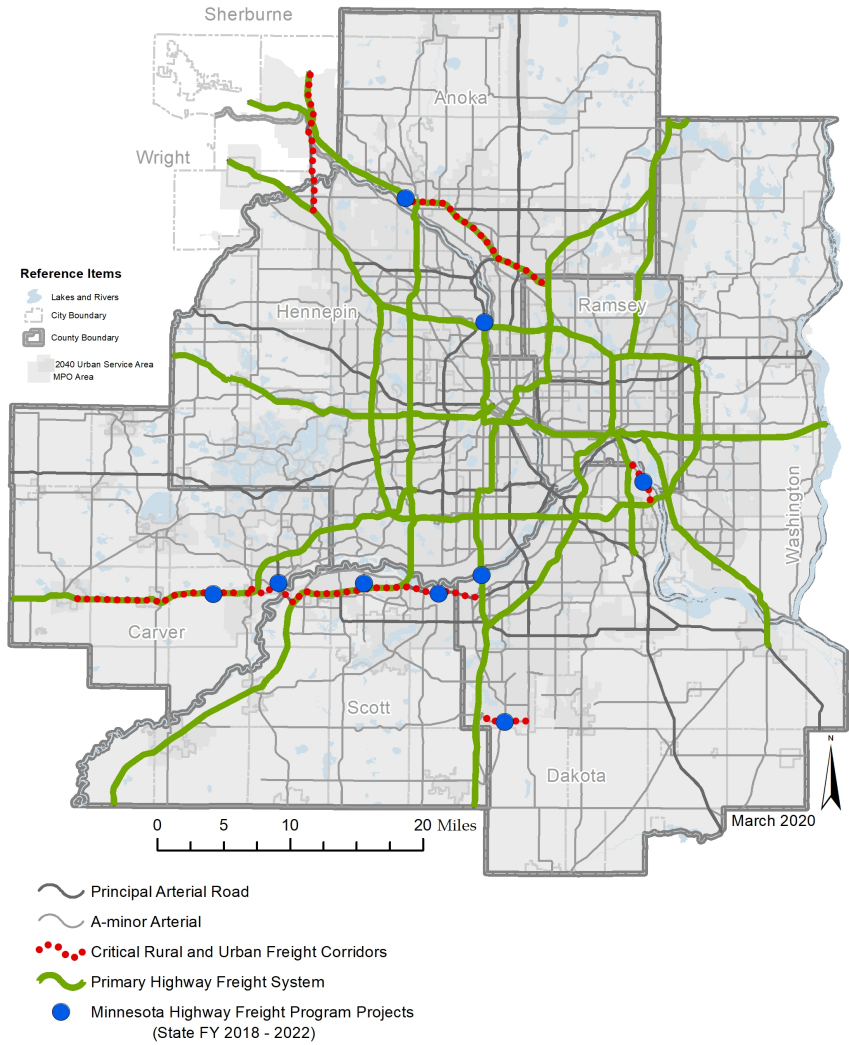 Sherburne
Anoka
Wright
Reference Items
Lakes and Rivers
City Boundary
County Boundary
2040 Urban Service Area
MPO Area
Hennepin
Ramsey
Washington
Carver
Scott
Dakota
N
March 2020
0 5 10 20 Miles
Principal Arterial Road
A-minor Arterial
Critical Rural and Urban Freight Corridors
Primary Highway Freight System
Minnesota Highway Freight Program Projects
(State FY 2018 - 2022)